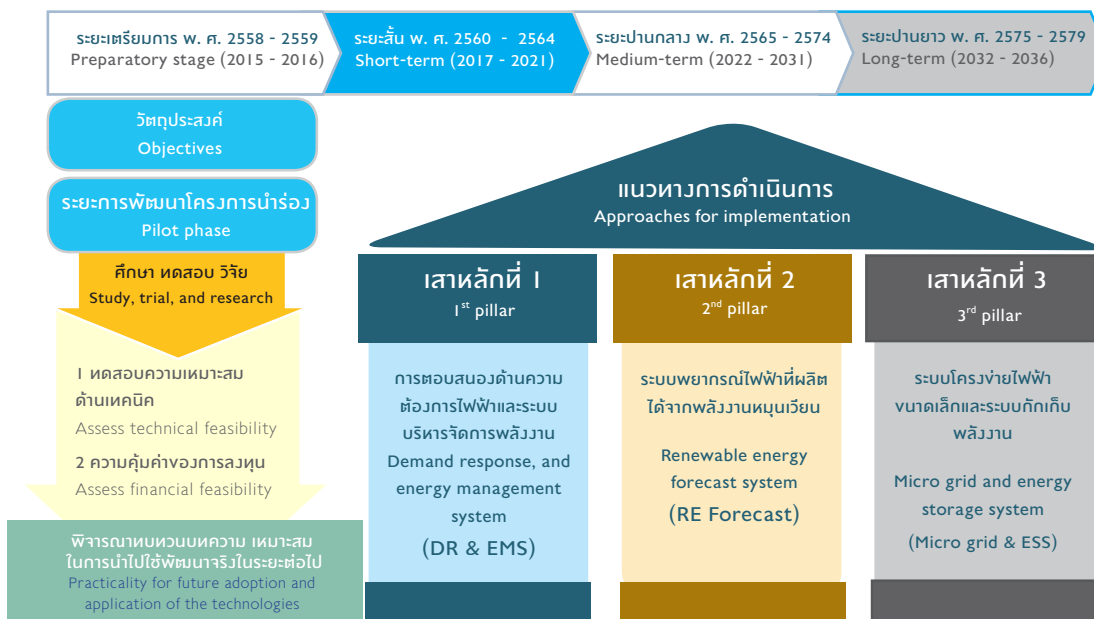 ระยะเตรียมการ พ. ศ. 2558 - 2559
Preparatory stage (2015 - 2016)
ระยะสั้น พ. ศ. 2560 - 2564
Short-term (2017 - 2021)
ระยะปานกลาง พ. ศ. 2565 - 2574
Medium-term (2022 - 2031)
ระยะปานยาว พ. ศ. 2575 - 2579
Long-term (2032 - 2036)
วัตถุประสงค์
Objectives
ระยะการพัฒนาโครงการนำร่อง
Pilot phase
ศึกษา ทดสอบ วิจัย
Study, trial, and research
1 ทดสอบความเหมาะสม
ด้านเทคนิค
Assess technical feasibility
2 ความคุ้มค่าของการลงทุน
Assess financial feasibility
พิจารณาทบทวนบทความ เหมาะสม
ในการนำไปใช้พัฒนาจริงในระยะต่อไป
Practicality for future adoption and
application of the technologies
แนวทางการดำเนินการ
Approaches for implementation
เสาหลักที่ 1
1st pillar
การตอบสนองด้านความ
ต้องการไฟฟ้าและระบบ
บริหารจัดการพลังงาน
Demand response, and
energy management
system
(DR & EMS)
เสาหลักที่ 2
2nd pillar
ระบบพยากรณ์ไฟฟ้าที่ผลิต
ได้จากพลังงานหมุนเวียน
Renewable energy
forecast system
(RE Forecast)
เสาหลักที่ 3
3rd pillar
ระบบโครงข่ายไฟฟ้า
ขนาดเล็กและระบบกักเก็บ
พลังงาน
Micro grid and energy
storage system
(Micro grid & ESS)